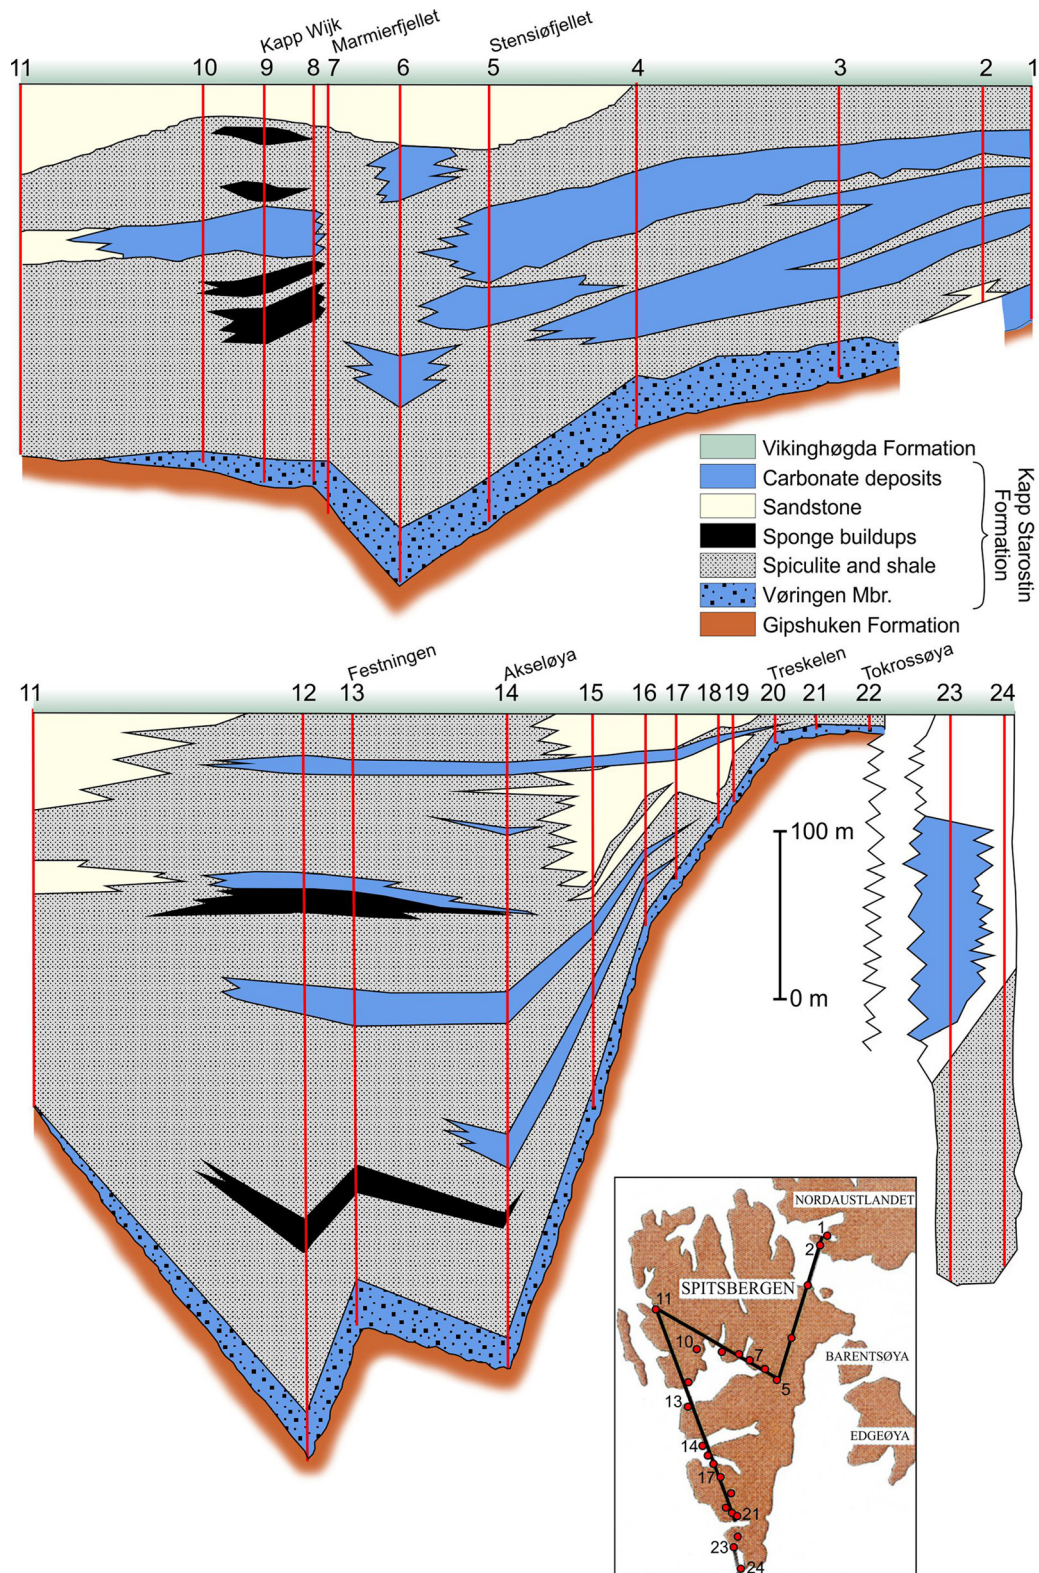 Kapp Wijk
Marmierfjellet
Stensiøfjellet
11 10 9 8 7 6 5 4 3 2 1
Vikinghøgda Formation
Carbonate deposits
Sandstone
Sponge buildups
Spiculite and shale
Vøringen Mbr.
Gipshuken Formation
Kapp Starostin
Formation
Festningen
Akseløya
Treskelen
Tokrossøya
11 12 13 14 15 16 17 18 19 20 21 22 23 24
100 m
0 m
NORDAUSTLANDET
1
2
SPITSBERGEN
11
10
7
BARENTSØYA
5
13
EDGEØYA
14
17
21
23
24